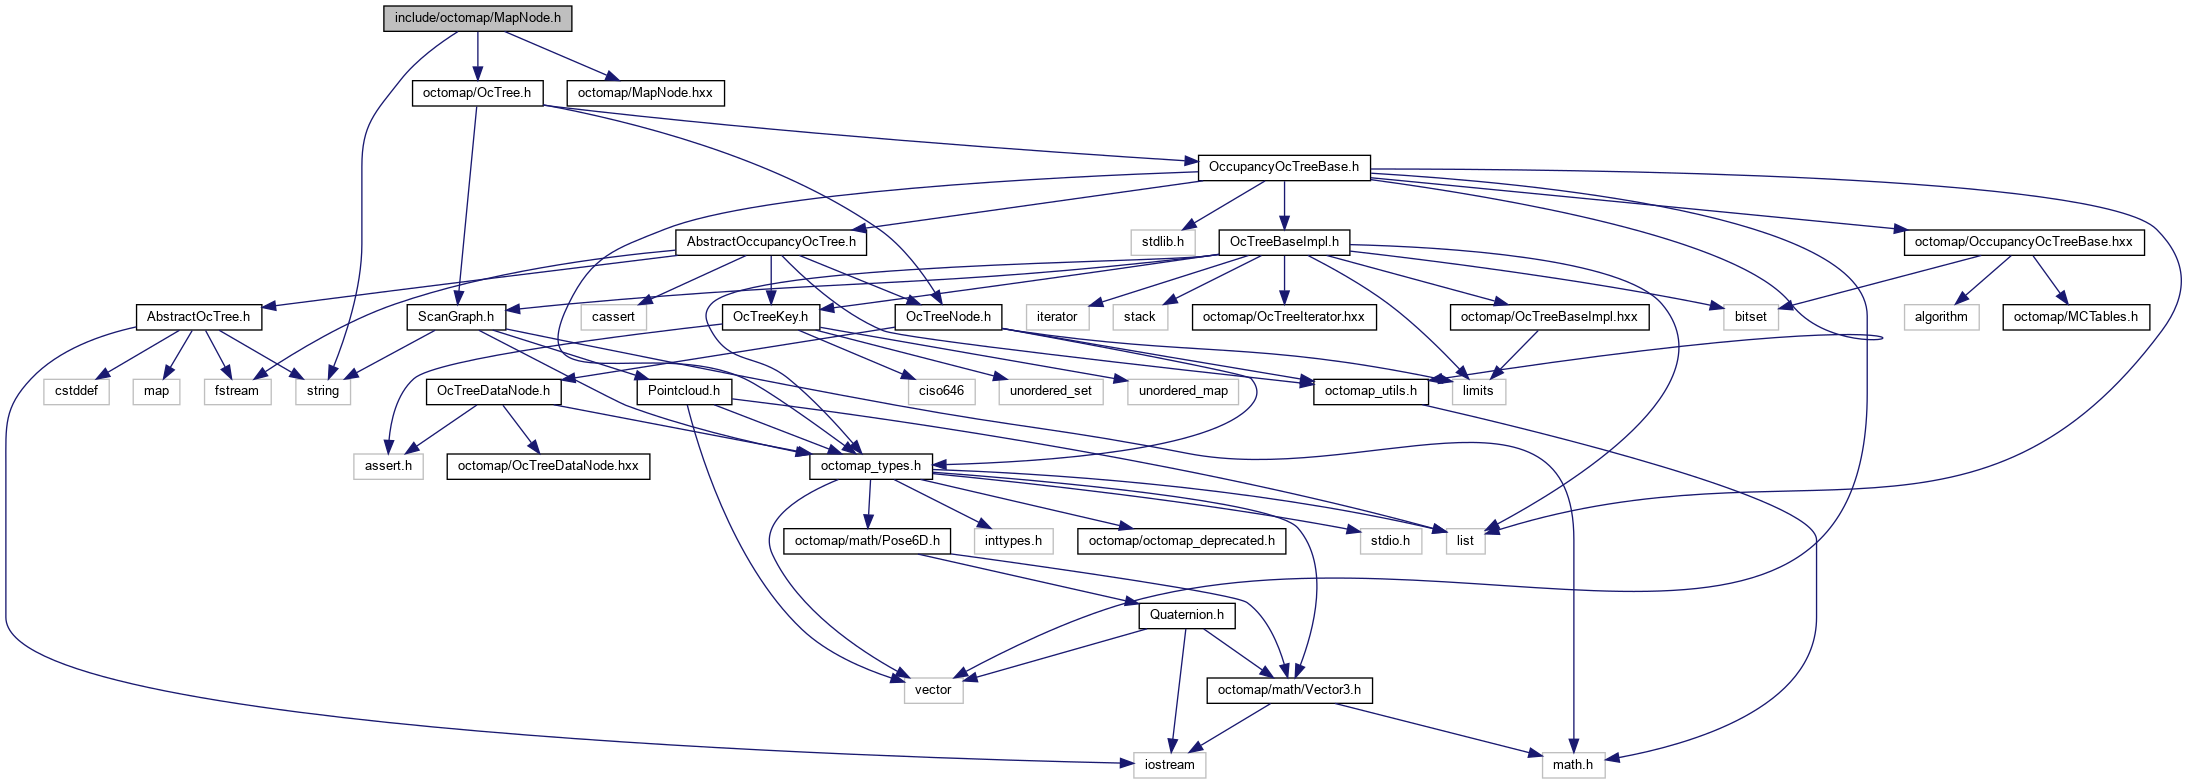 include/octomap/MapNode.h
octomap/OcTree.h
octomap/MapNode.hxx
OccupancyOcTreeBase.h
AbstractOccupancyOcTree.h
stdlib.h
OcTreeBaseImpl.h
octomap/OccupancyOcTreeBase.hxx
AbstractOcTree.h
ScanGraph.h
cassert
OcTreeKey.h
OcTreeNode.h
iterator
stack
octomap/OcTreeIterator.hxx
octomap/OcTreeBaseImpl.hxx
bitset
algorithm
octomap/MCTables.h
cstddef
map
fstream
string
OcTreeDataNode.h
Pointcloud.h
ciso646
unordered_set
unordered_map
octomap_utils.h
limits
assert.h
octomap/OcTreeDataNode.hxx
octomap_types.h
octomap/math/Pose6D.h
inttypes.h
octomap/octomap_deprecated.h
stdio.h
list
Quaternion.h
vector
octomap/math/Vector3.h
iostream
math.h